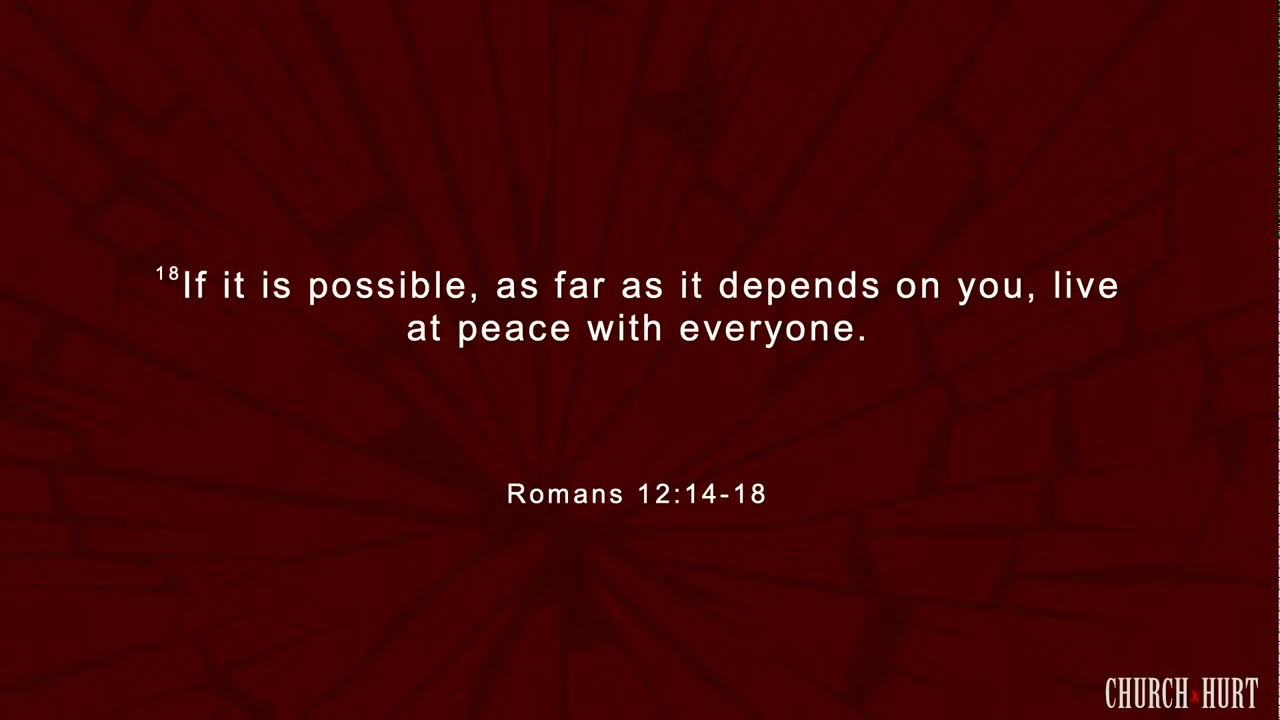 18If it is possible, as far as it depends on you, live
at peace with everyone.
Romans 12:14-18
CHURCH HURT